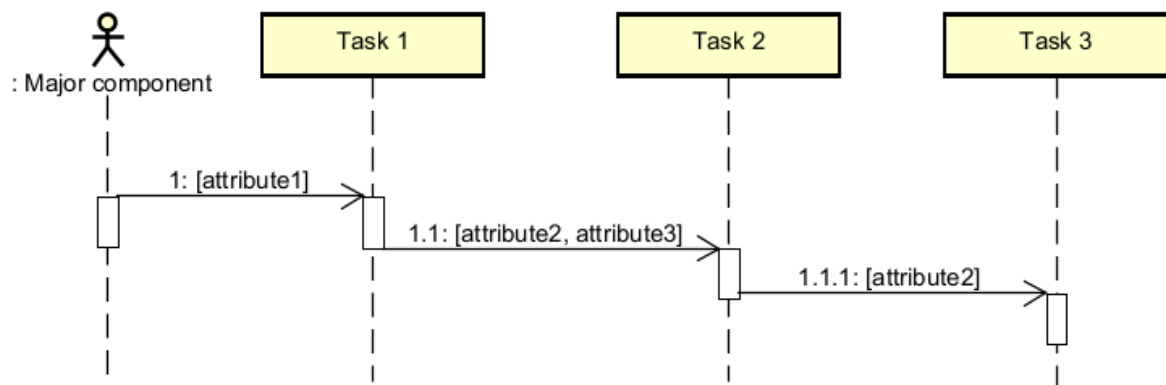 Task 1
Task 2
Task 3
: Major component
1: [attribute1]
1.1: [attribute2, attribute3]
1.1.1: [attribute2]